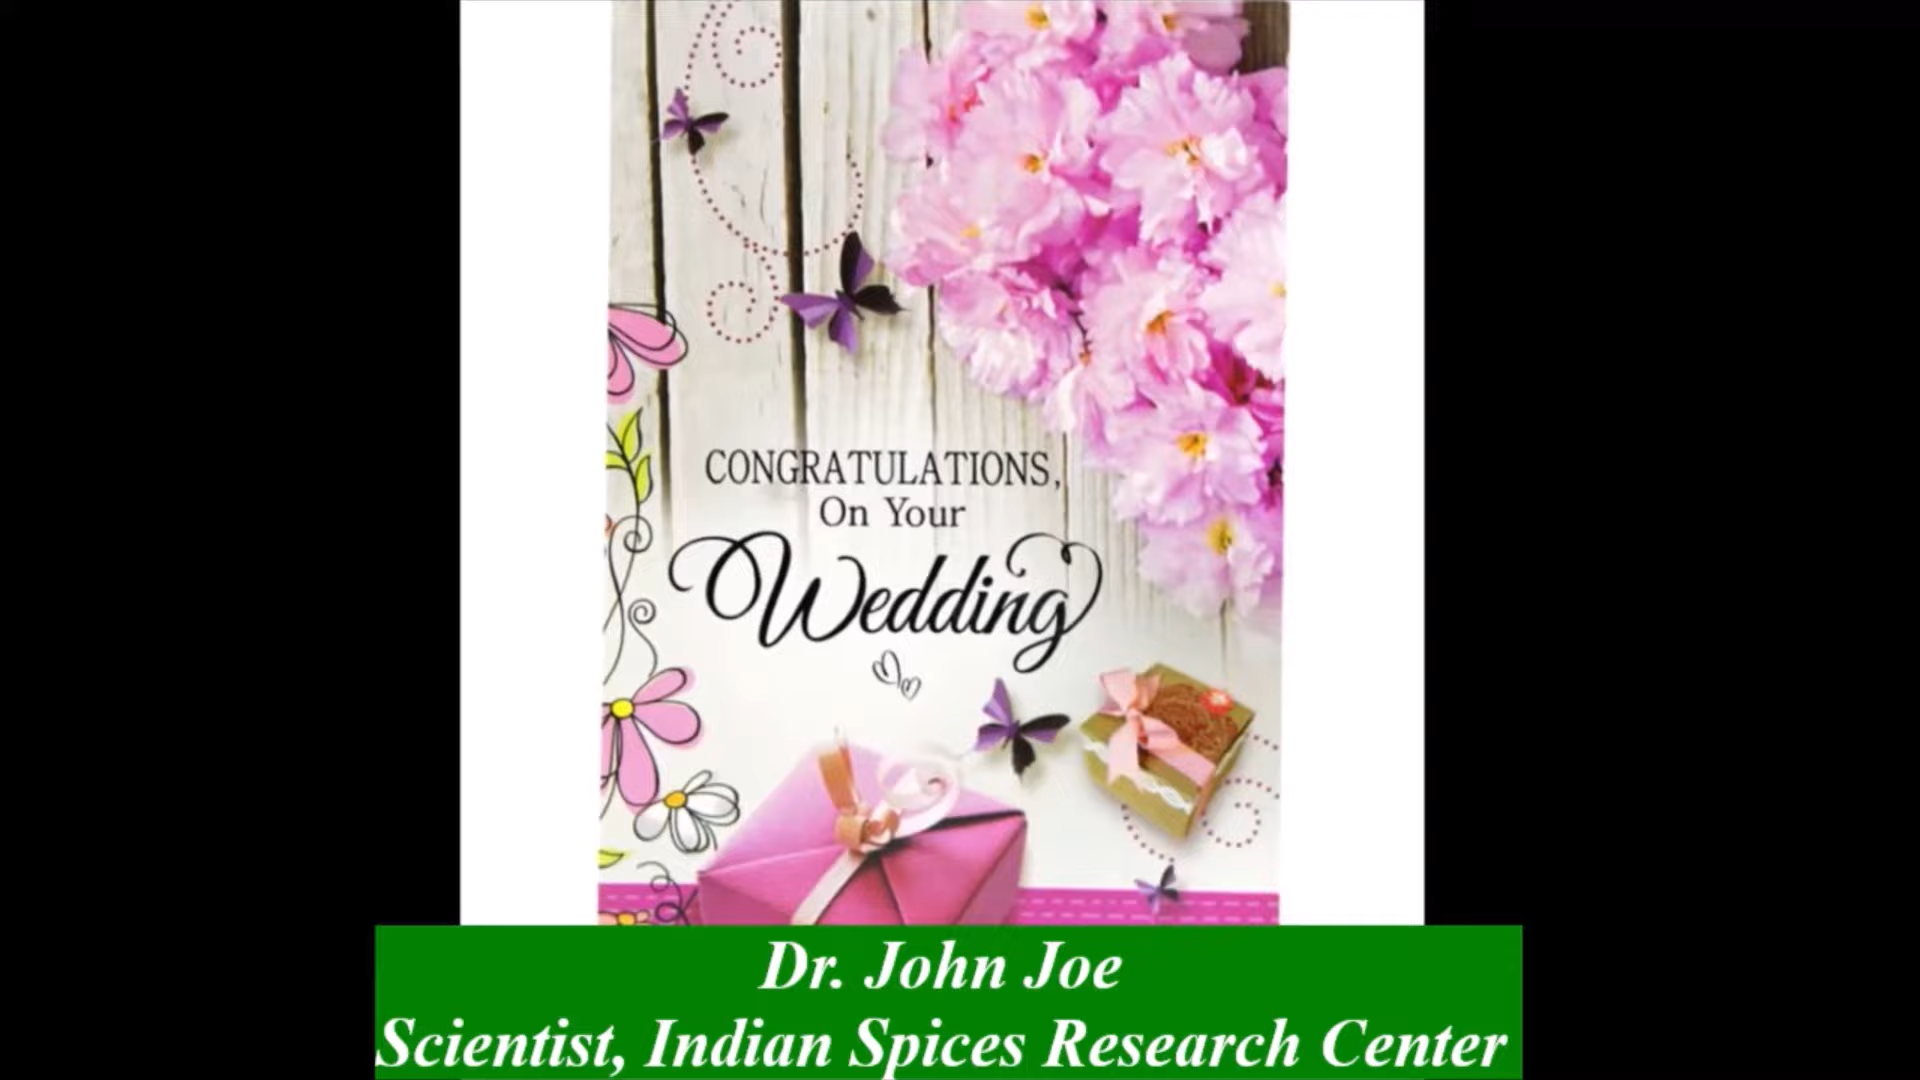 CONGRATULATIONS,
On Your
Wedding
Dr. John Joe
Scientist, Indian Spices Research Center